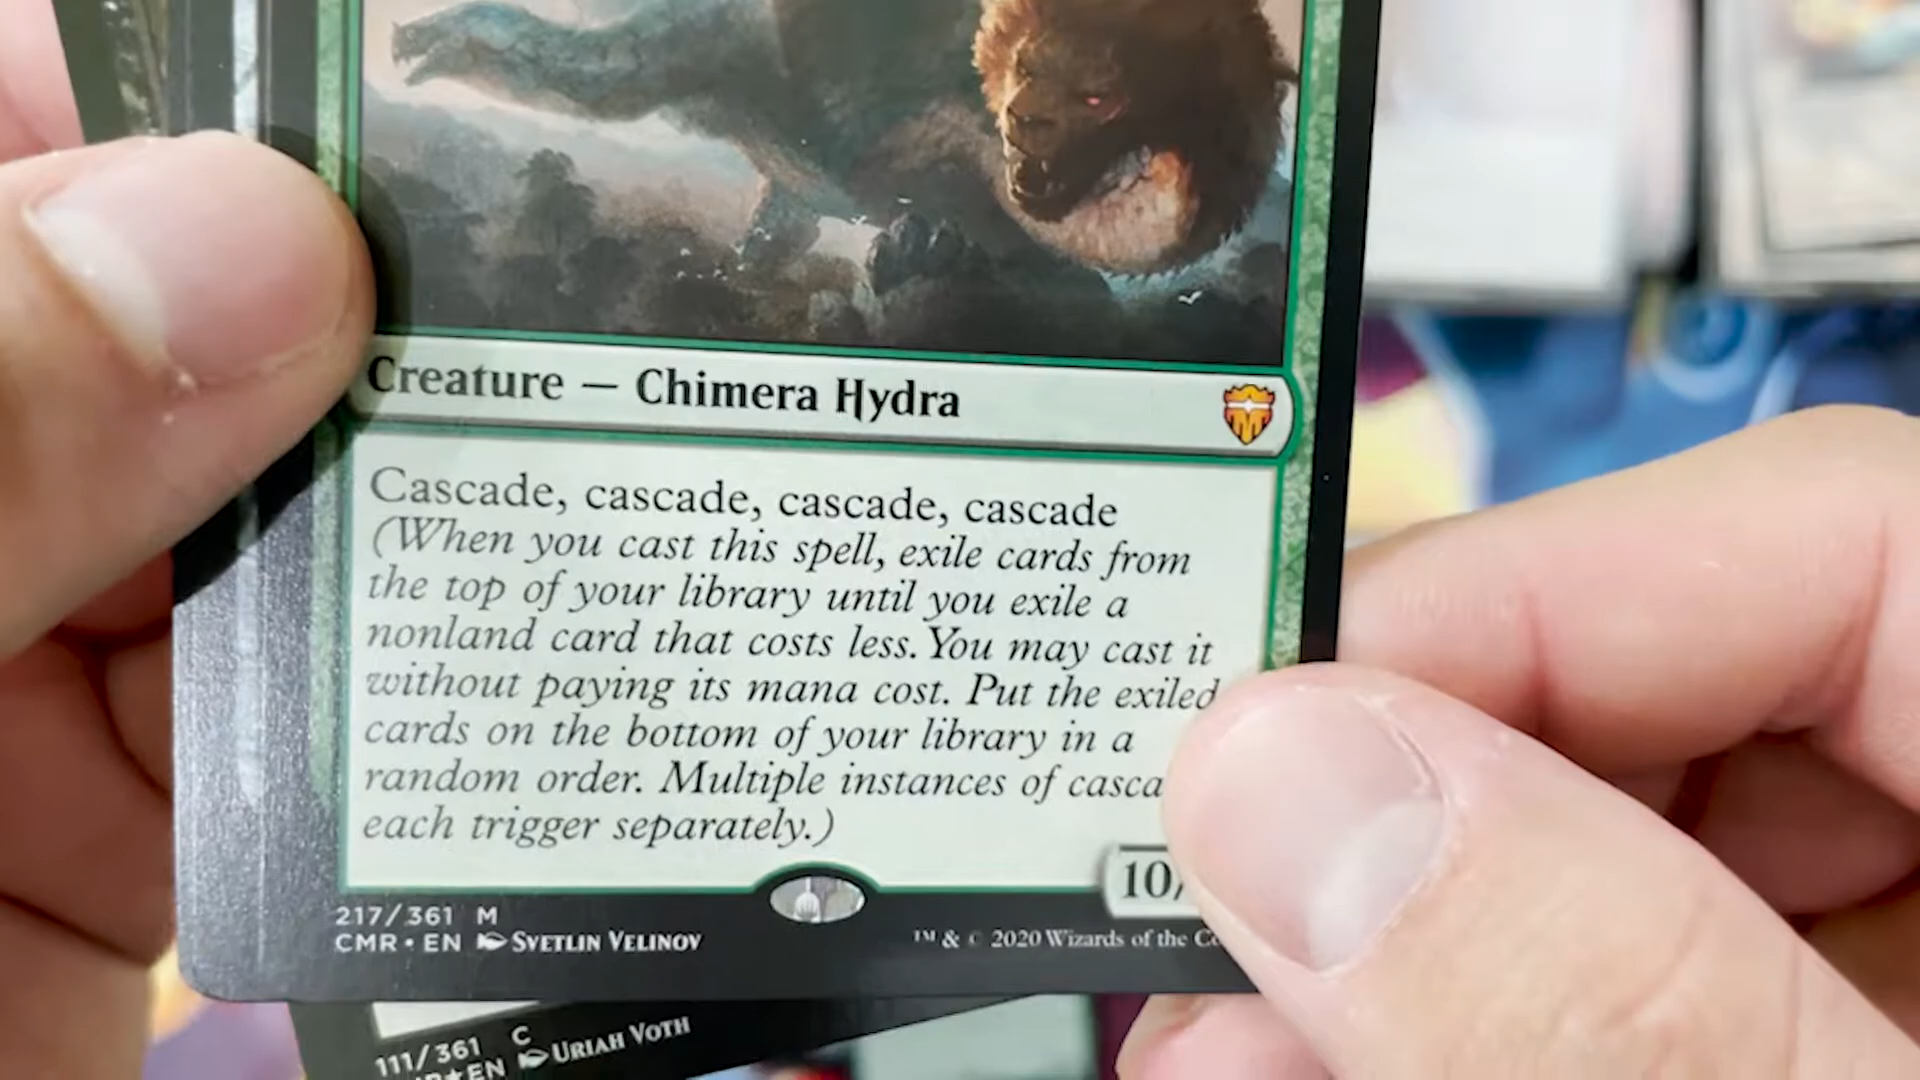 Creature — Chimera Hydra
Cascade, cascade, cascade, cascade
(When you cast this spell, exile cards from
the top of your library until you exile a
nonland card that costs less. You may cast it
without paying its mana cost. Put the exiled
cards on the bottom of your library in a
random order. Multiple instances of casca
each trigger separately.)
10/
217/361 M
CMR • EN SVETLIN VELINOV
™ & © 2020 Wizards of the Co
111/361 C
★EN URIAH VOTH